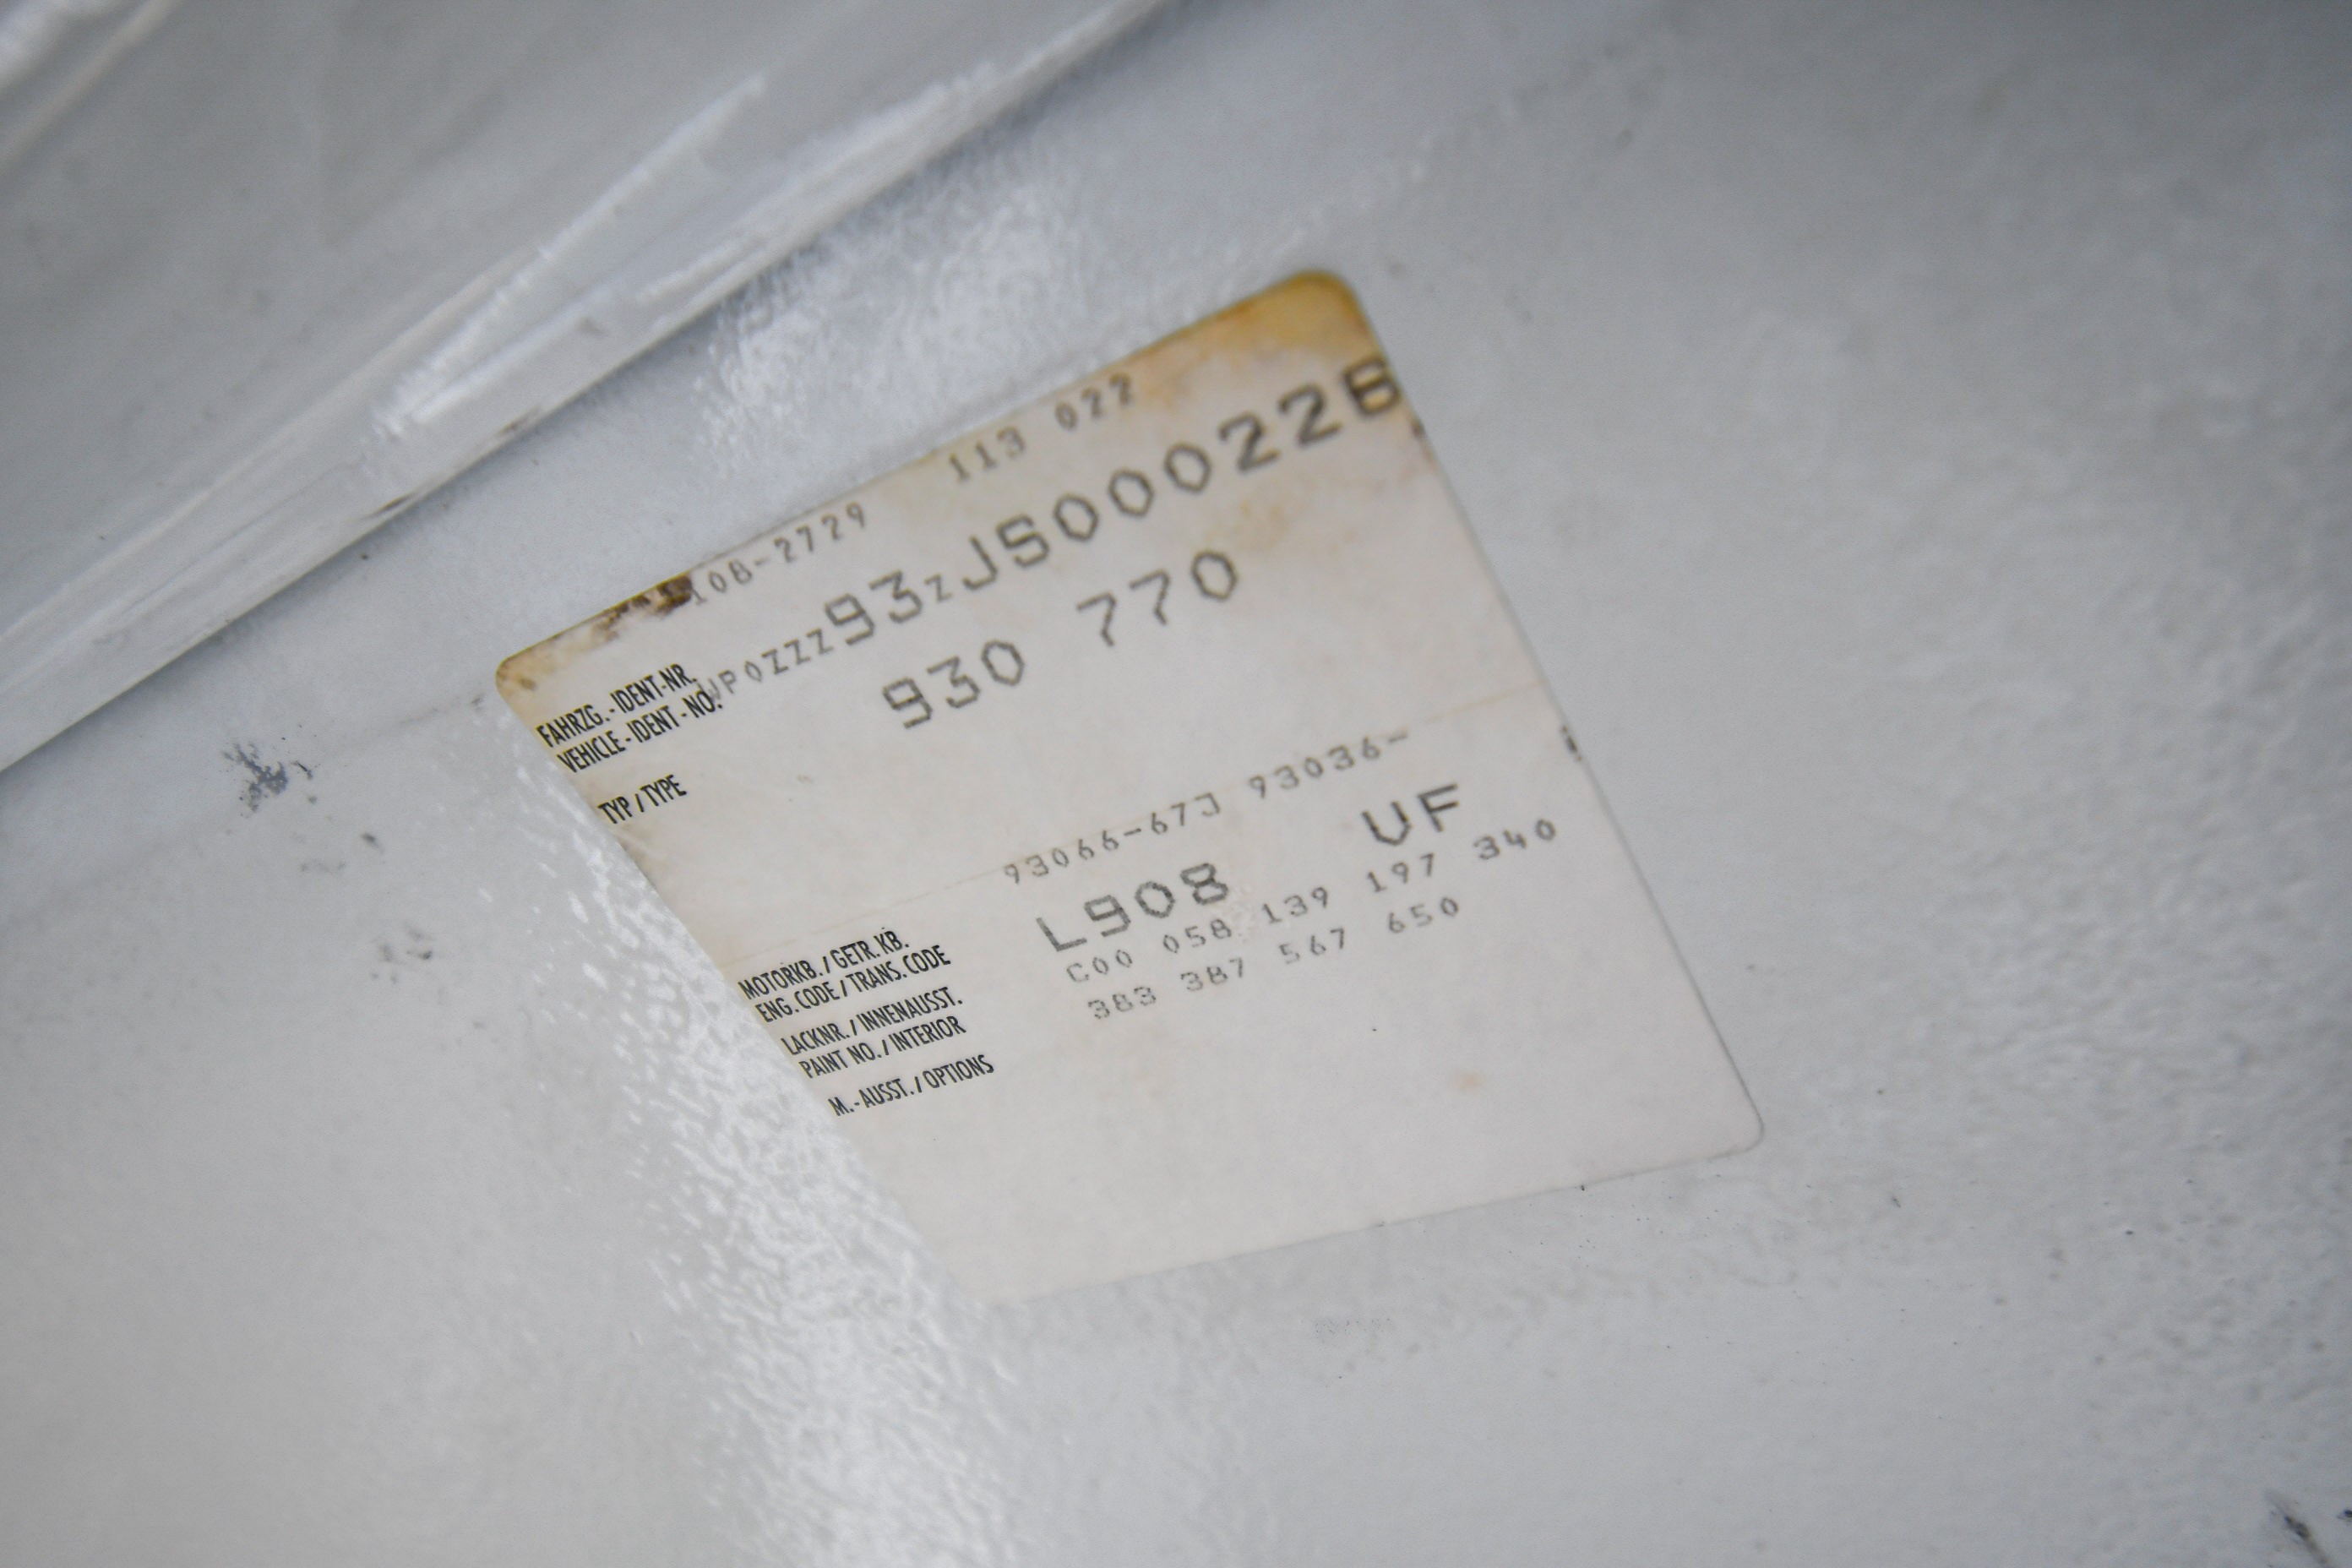 108-2729 113 022
FAHRZG.-IDENT-NR.
VEHICLE-IDENT-NO. WP0ZZZ93ZJS000228
TYP / TYPE 930 770
MOTORKB. / GETR. KB.
ENG. CODE / TRANS. CODE 93066-67J 93036-
LACKNR. / INNENAUSST.
PAINT NO. / INTERIOR L908 VF
M.-AUSST. / OPTIONS C00 058 139 197 340
383 387 567 650